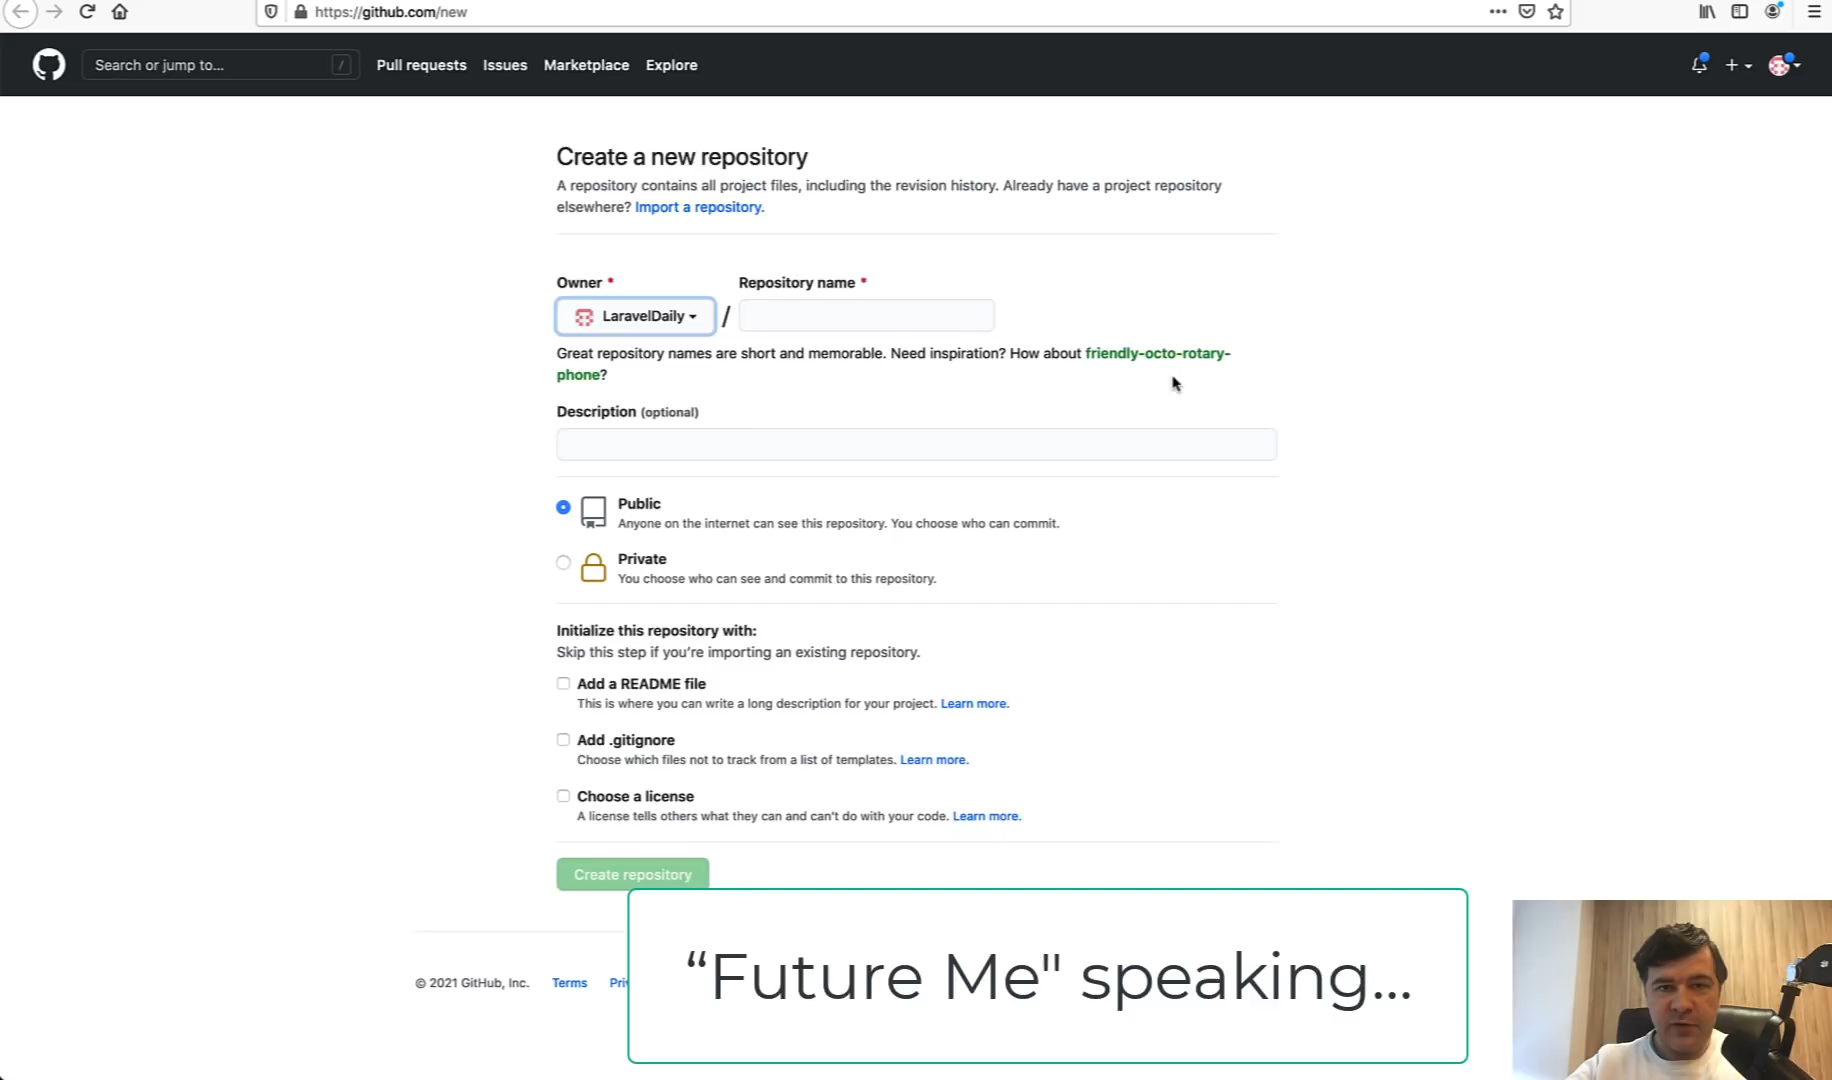 https://github.com/new
Search or jump to... /
Pull requests Issues Marketplace Explore
Create a new repository
A repository contains all project files, including the revision history. Already have a project repository
elsewhere? Import a repository.
Owner * Repository name *
LaravelDaily /
Great repository names are short and memorable. Need inspiration? How about friendly-octo-rotary-
phone?
Description (optional)
Public
Anyone on the internet can see this repository. You choose who can commit.
Private
You choose who can see and commit to this repository.
Initialize this repository with:
Skip this step if you're importing an existing repository.
Add a README file
This is where you can write a long description for your project. Learn more.
Add .gitignore
Choose which files not to track from a list of templates. Learn more.
Choose a license
A license tells others what they can and can't do with your code. Learn more.
Create repository
© 2021 GitHub, Inc. Terms
“Future Me" speaking...